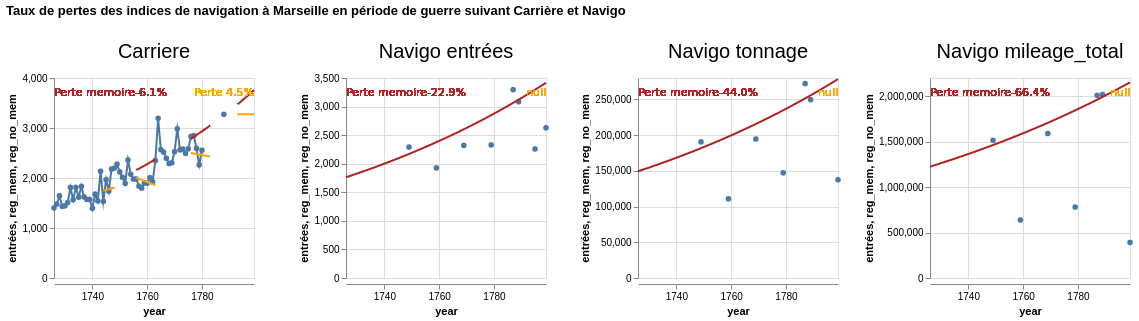 Taux de pertes des indices de navigation à Marseille en période de guerre suivant Carrière et Navigo
Carriere
Navigo entrées
Navigo tonnage
Navigo mileage_total
entrées, reg_mem, reg_no_mem
4,000
3,000
2,000
1,000
0
Perte memoire-6.1%
Perte 4.5%
1740
1760
1780
year
entrées, reg_mem, reg_no_mem
3,500
3,000
2,500
2,000
1,500
1,000
500
0
Perte memoire-22.9%
null
1740
1760
1780
year
entrées, reg_mem, reg_no_mem
250,000
200,000
150,000
100,000
50,000
0
Perte memoire-44.0%
null
1740
1760
1780
year
entrées, reg_mem, reg_no_mem
2,000,000
1,500,000
1,000,000
500,000
0
Perte memoire-66.4%
null
1740
1760
1780
year